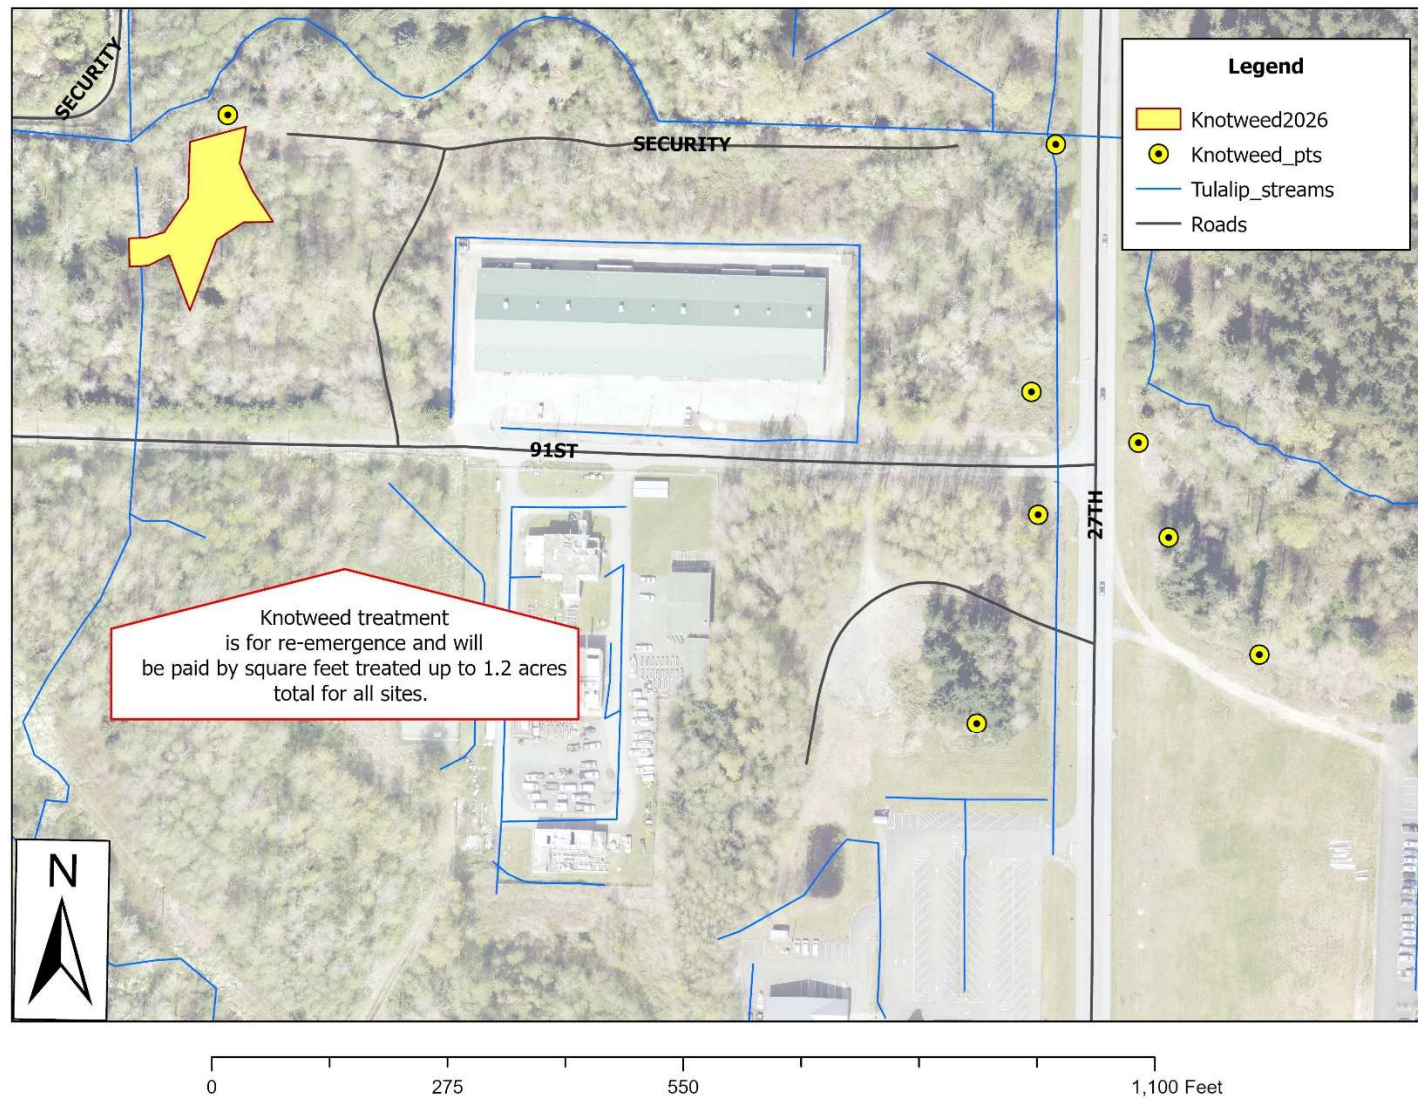 SECURITY
Legend
Knotweed2026
Knotweed_pts
Tulalip_streams
Roads
SECURITY
91ST
27TH
Knotweed treatment
is for re-emergence and will
be paid by square feet treated up to 1.2 acres
total for all sites.
N
0 275 550 1,100 Feet